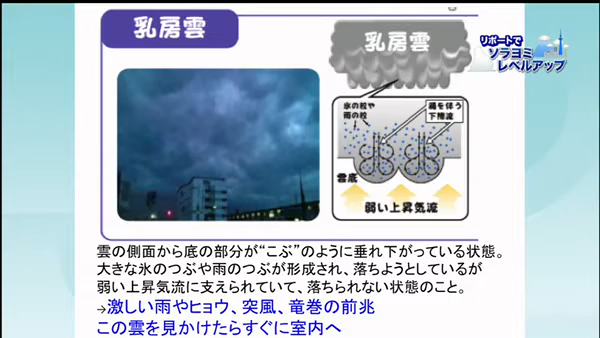 乳房雲
乳房雲
リポートで
ソラヨミ
レベルアップ
氷の粒や
雨の粒
渦を伴う
下降流
雲底
弱い上昇気流
雲の側面から底の部分が“こぶ”のように垂れ下がっている状態。
大きな氷のつぶや雨のつぶが形成され、落ちようとしているが
弱い上昇気流に支えられていて、落ちられない状態のこと。
→激しい雨やヒョウ、突風、竜巻の前兆
この雲を見かけたらすぐに室内へ